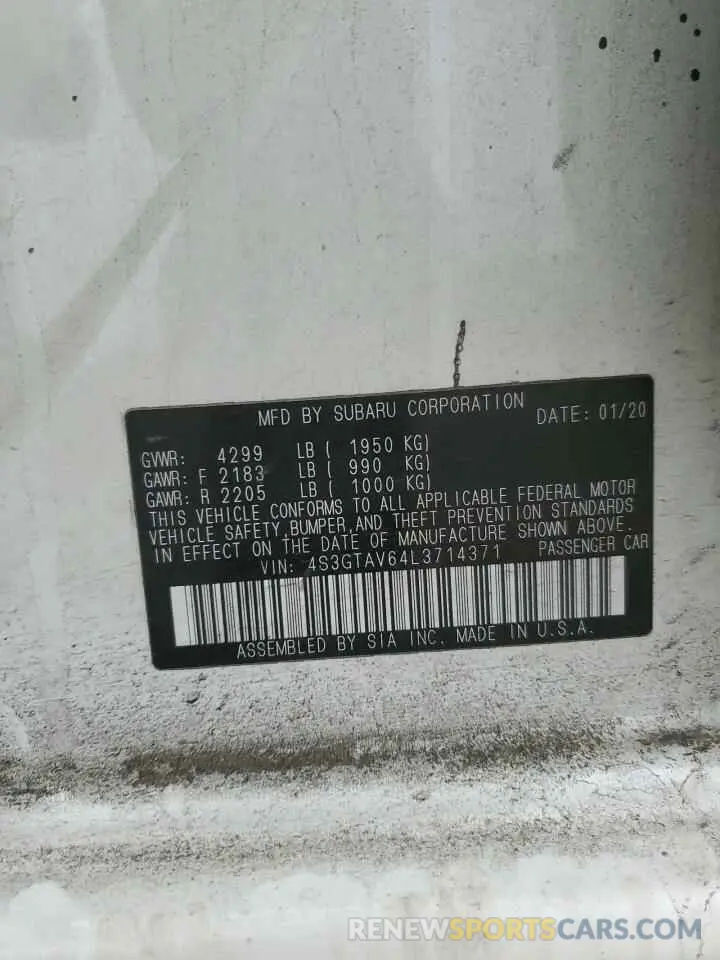 MFD BY SUBARU CORPORATION DATE: 01/20
GVWR: 4299 LB ( 1950 KG)
GAWR: F 2183 LB ( 990 KG)
GAWR: R 2205 LB ( 1000 KG)
THIS VEHICLE CONFORMS TO ALL APPLICABLE FEDERAL MOTOR
VEHICLE SAFETY,BUMPER,AND THEFT PREVENTION STANDARDS
IN EFFECT ON THE DATE OF MANUFACTURE SHOWN ABOVE.
VIN: 4S3GTAV64L3714371 PASSENGER CAR
ASSEMBLED BY SIA INC. MADE IN U.S.A.
RENEWSPORTSCARS.COM